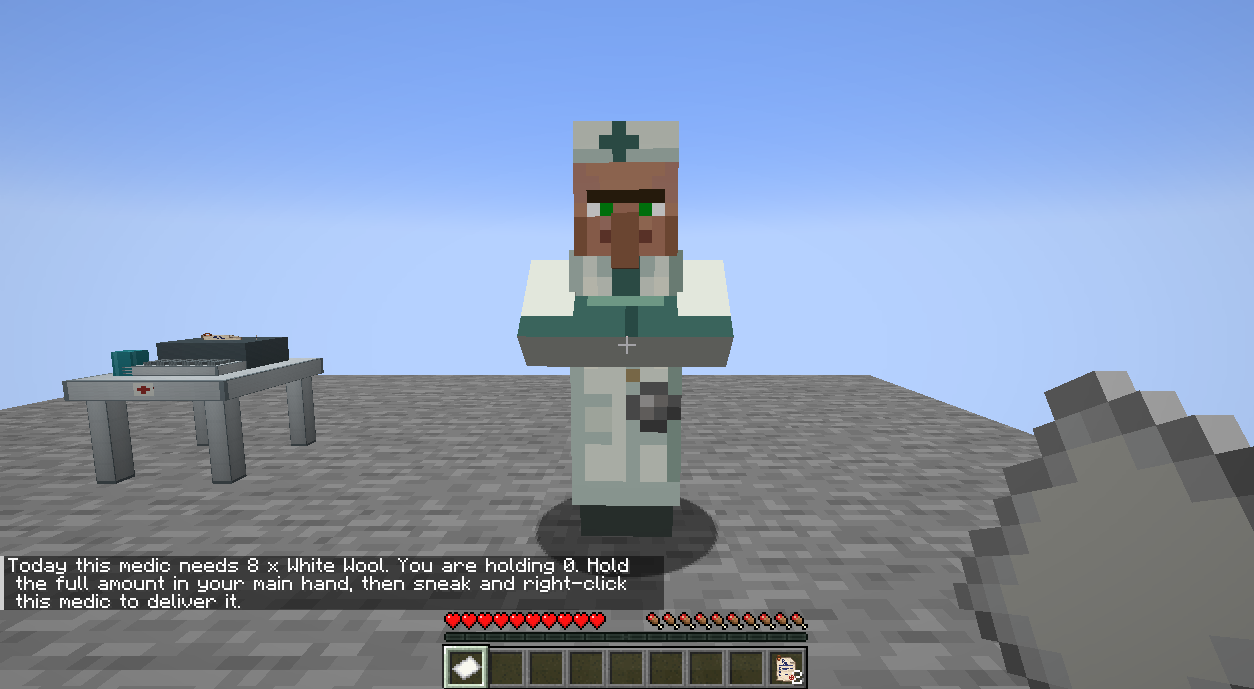 Today this medic needs 8 x White Wool. You are holding 0. Hold
the full amount in your main hand, then sneak and right-click
this medic to deliver it.
2